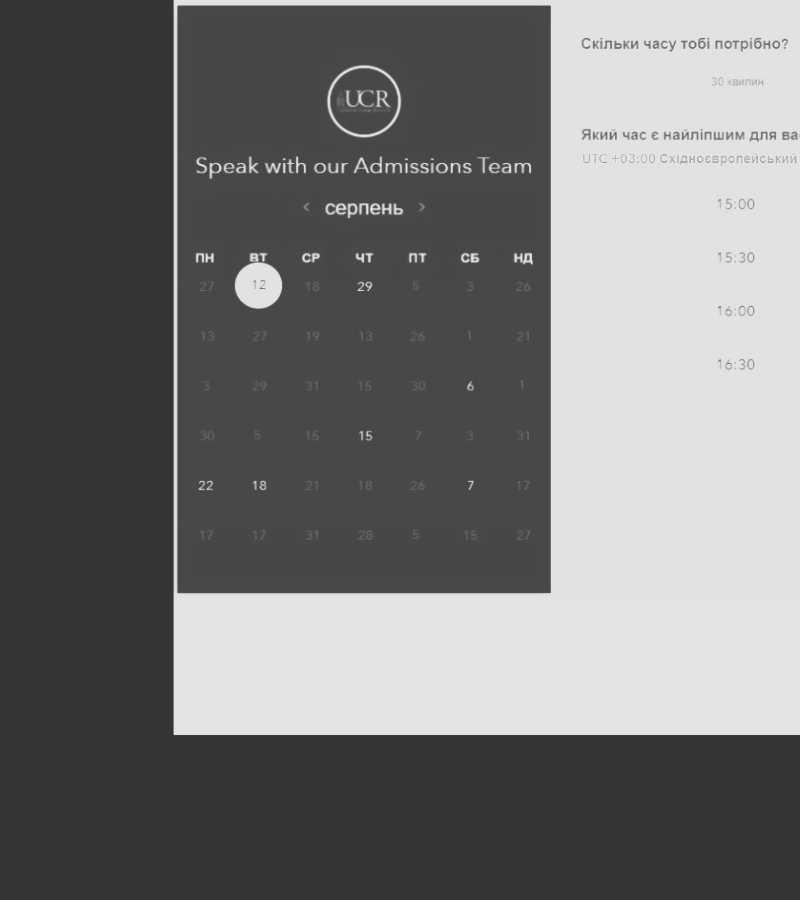 UCR
Speak with our Admissions Team
‹ серпень ›
ПН ВТ СР ЧТ ПТ СБ НД
27 12 18 29 5 3 26
13 27 19 13 26 1 21
3 29 31 15 30 6 1
30 5 15 15 7 3 31
22 18 21 18 26 7 17
17 17 31 28 5 15 27
Скільки часу тобі потрібно?
30 хвилин
Який час є найліпшим для ва
UTC +03:00 Східноєвропейський
15:00
15:30
16:00
16:30